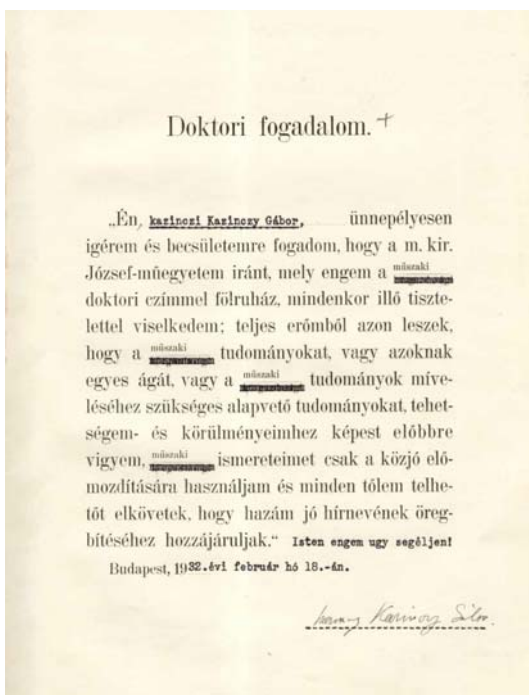 Doktori fogadalom. +
„Én, kazinczi Kazinczy Gábor, ünnepélyesen
igérem és becsületemre fogadom, hogy a m. kir.
József-műegyetem iránt, mely engem a műszaki
doktori czímmel fölruház, mindenkor illő tiszte-
lettel viselkedem; teljes erőmből azon leszek,
hogy a műszaki tudományokat, vagy azoknak
egyes ágát, vagy a műszaki tudományok míve-
léséhez szükséges alapvető tudományokat, tehet-
ségem- és körülményeimhez képest előbbre
vigyem, műszaki ismereteimet csak a közjó elő-
mozdítására használjam és minden tőlem telhe-
tőt elkövetek, hogy hazám jó hírnevének öreg-
bítéséhez hozzájáruljak.“ Isten engem ugy segéljen!
Budapest, 1932.évi február hó 18.-án.
Kazinczy Gábor